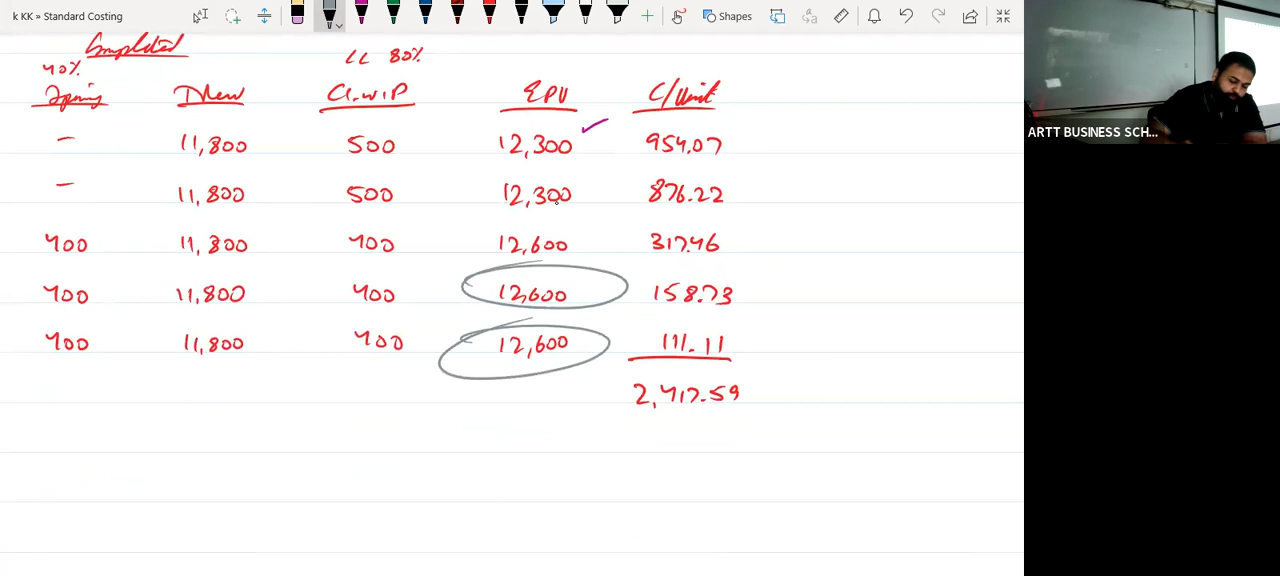 k KK » Standard Costing
Shapes
Completed
40% LL 80%
Opening Drew Cl.WIP EPU C/Unit
– 11,800 500 12,300 954.07
– 11,800 500 12,300 876.22
400 11,800 400 12,600 317.46
400 11,800 400 12,600 158.73
400 11,800 400 12,600 111.11
2,417.59
ARTT BUSINESS SCH...